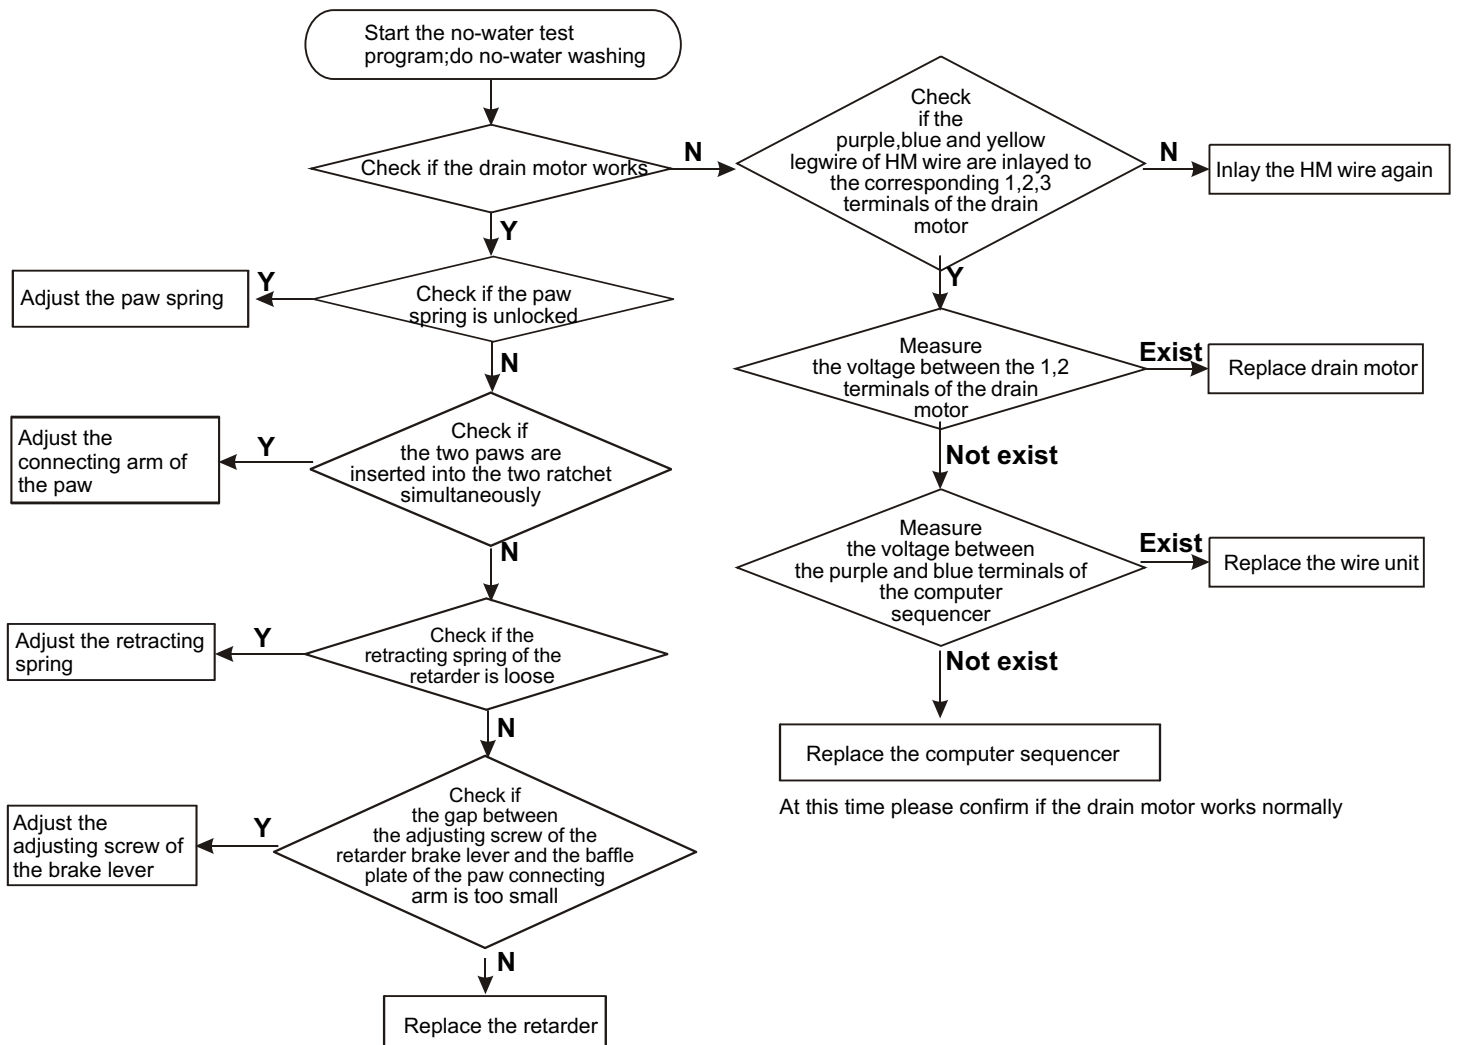 Start the no-water test
program;do no-water washing
Check if the drain motor works
N
Check
if the
purple,blue and yellow
legwire of HM wire are inlayed to
the corresponding 1,2,3
terminals of the drain
motor
N
Inlay the HM wire again
Y
Y
Adjust the paw spring
Y
Check if the paw
spring is unlocked
N
Measure
the voltage between the 1,2
terminals of the drain
motor
Exist
Replace drain motor
Not exist
Adjust the
connecting arm of
the paw
Y
Check if
the two paws are
inserted into the two ratchet
simultaneously
N
Measure
the voltage between
the purple and blue terminals of
the computer
sequencer
Exist
Replace the wire unit
Not exist
Adjust the retracting
spring
Y
Check if the
retracting spring of the
retarder is loose
N
Replace the computer sequencer
At this time please confirm if the drain motor works normally
Adjust the
adjusting screw of
the brake lever
Y
Check if
the gap between
the adjusting screw of the
retarder brake lever and the baffle
plate of the paw connecting
arm is too small
N
Replace the retarder